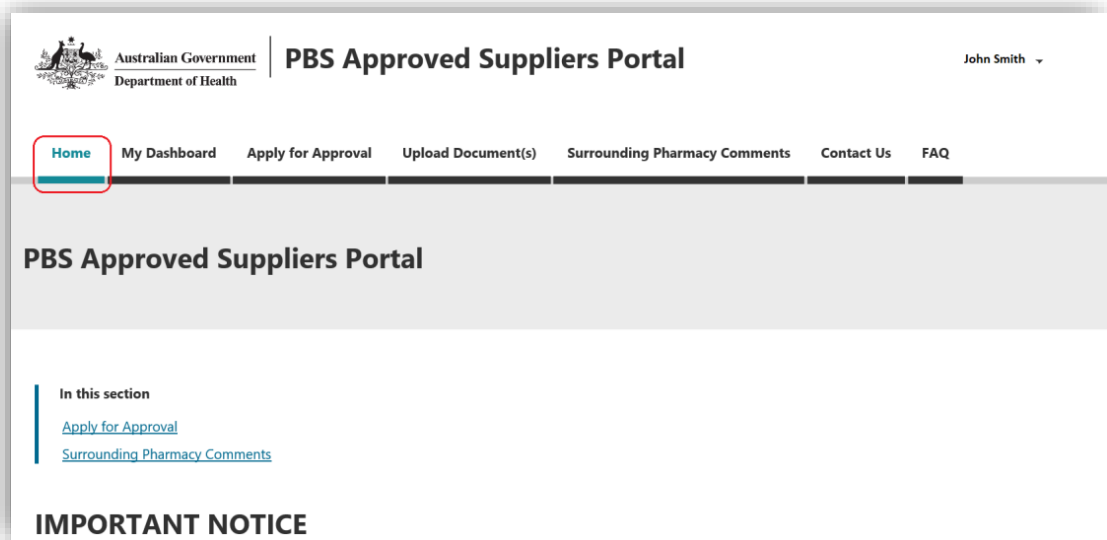 Australian Government
Department of Health
PBS Approved Suppliers Portal
John Smith
Home My Dashboard Apply for Approval Upload Document(s) Surrounding Pharmacy Comments Contact Us FAQ
PBS Approved Suppliers Portal
In this section
Apply for Approval
Surrounding Pharmacy Comments
IMPORTANT NOTICE